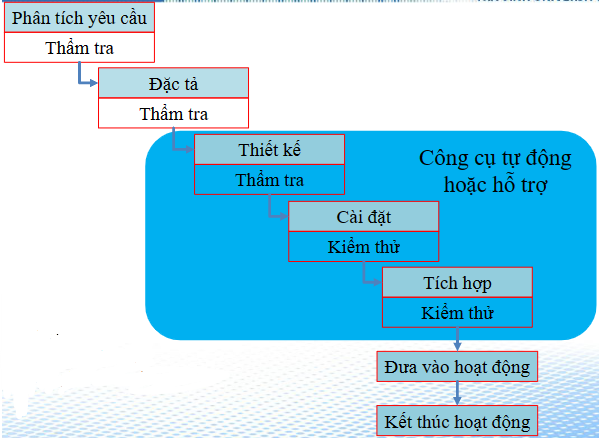 Phân tích yêu cầu
Thẩm tra
Đặc tả
Thẩm tra
Thiết kế
Thẩm tra
Công cụ tự động
hoặc hỗ trợ
Cài đặt
Kiểm thử
Tích hợp
Kiểm thử
Đưa vào hoạt động
Kết thúc hoạt động